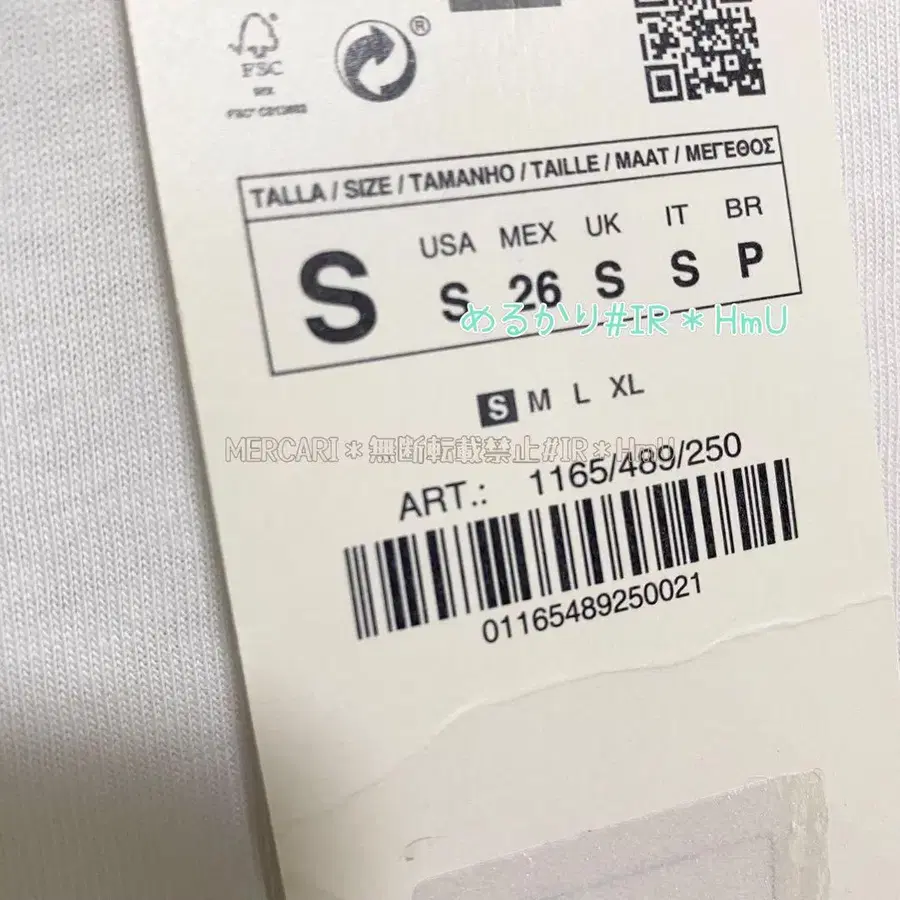 FSC
MIX
®
TALLA / SIZE / TAMANHO / TAILLE / MAAT / ΜΕΓΕΘΟΣ
S
USA MEX UK IT BR
S 26 S S P
めるかり#IR＊HmU
S M L XL
MERCARI＊無断転載禁止#IR＊HmU
ART.: 1165/489/250
01165489250021